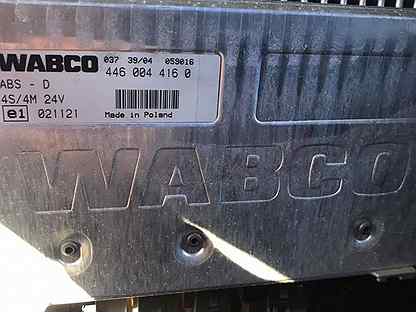 WABCO 037 39/04 059016
446 004 416 0
ABS - D
4S/4M 24V
e1 021121 Made in Poland
WABCO